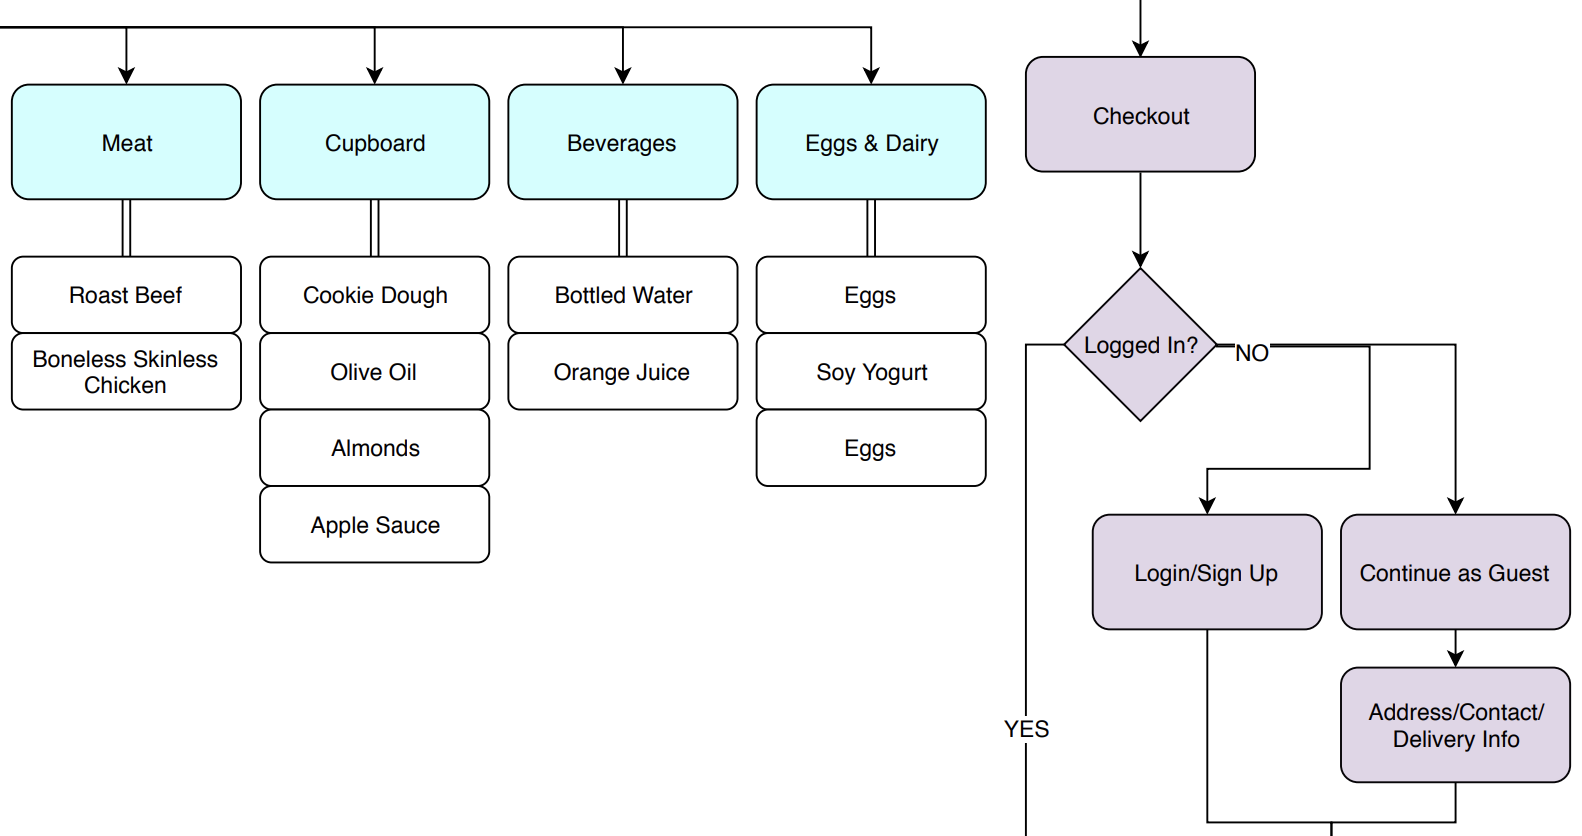 Meat
Cupboard
Beverages
Eggs & Dairy
Roast Beef
Boneless Skinless
Chicken
Cookie Dough
Olive Oil
Almonds
Apple Sauce
Bottled Water
Orange Juice
Eggs
Soy Yogurt
Eggs
Checkout
Logged In?
NO
YES
Login/Sign Up
Continue as Guest
Address/Contact/
Delivery Info